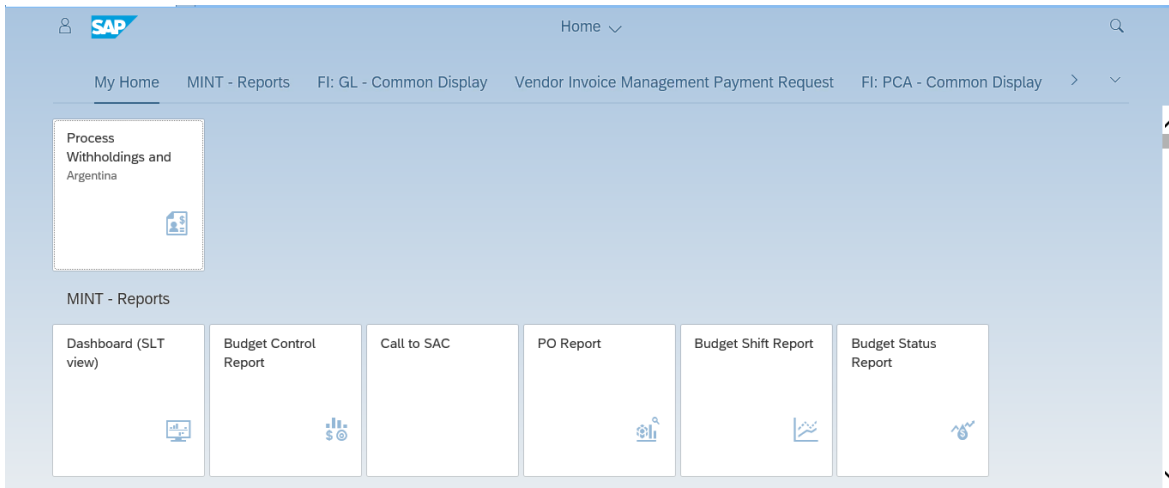 SAP
Home
My Home
MINT - Reports
FI: GL - Common Display
Vendor Invoice Management Payment Request
FI: PCA - Common Display
Process
Withholdings and
Argentina
MINT - Reports
Dashboard (SLT
view)
Budget Control
Report
Call to SAC
PO Report
Budget Shift Report
Budget Status
Report